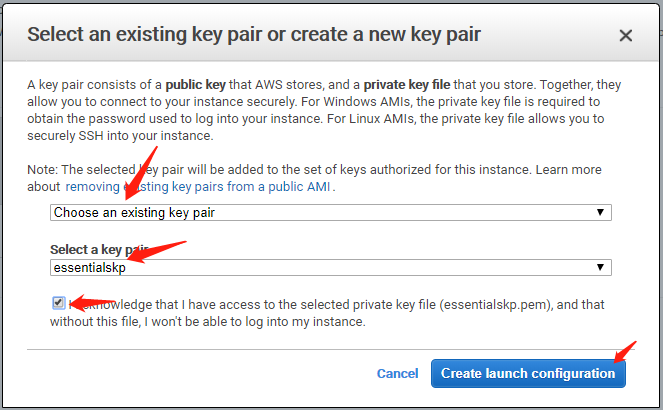 Select an existing key pair or create a new key pair
A key pair consists of a public key that AWS stores, and a private key file that you store. Together, they
allow you to connect to your instance securely. For Windows AMIs, the private key file is required to
obtain the password used to log into your instance. For Linux AMIs, the private key file allows you to
securely SSH into your instance.
Note: The selected key pair will be added to the set of keys authorized for this instance. Learn more
about removing existing key pairs from a public AMI.
Choose an existing key pair
Select a key pair
essentialskp
I acknowledge that I have access to the selected private key file (essentialskp.pem), and that
without this file, I won't be able to log into my instance.
Cancel
Create launch configuration